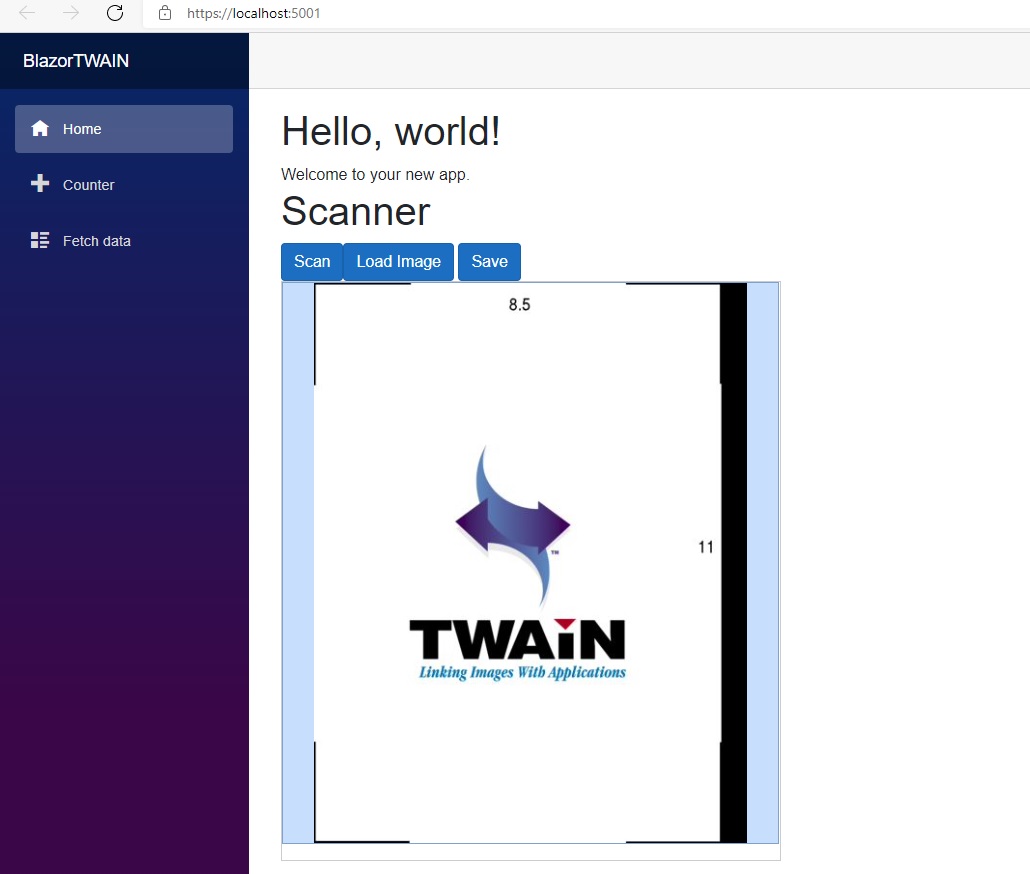 https://localhost:5001
BlazorTWAIN
Home
Counter
Fetch data
Hello, world!
Welcome to your new app.
Scanner
Scan Load Image Save
8.5
11
TM
TWAIN
Linking Images With Applications